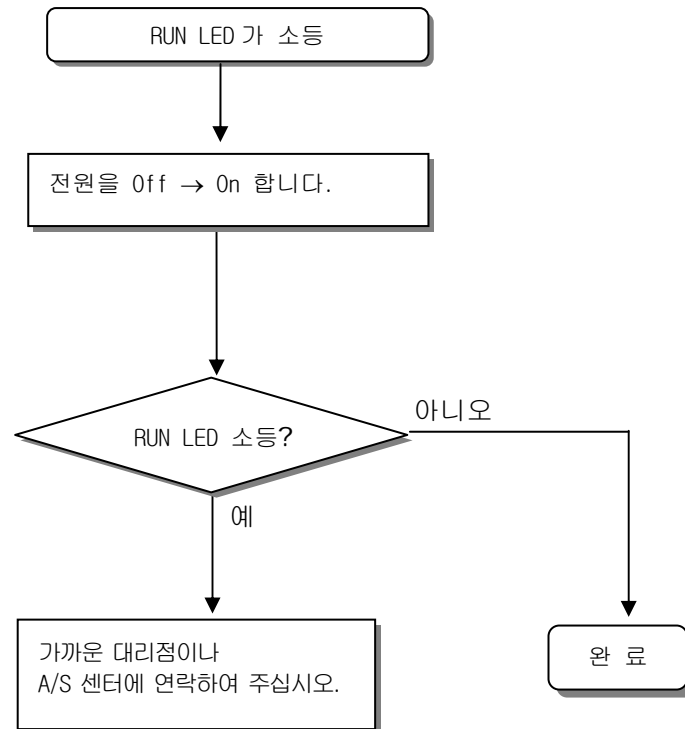 RUN LED 가 소등
전원을 Off → On 합니다.
RUN LED 소등?
아니오
예
가까운 대리점이나
A/S 센터에 연락하여 주십시오.
완 료